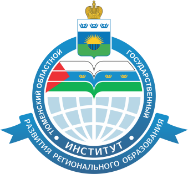 ТЮМЕНСКИЙ ОБЛАСТНОЙ ГОСУДАРСТВЕННЫЙ
ИНСТИТУТ
РАЗВИТИЯ РЕГИОНАЛЬНОГО ОБРАЗОВАНИЯ